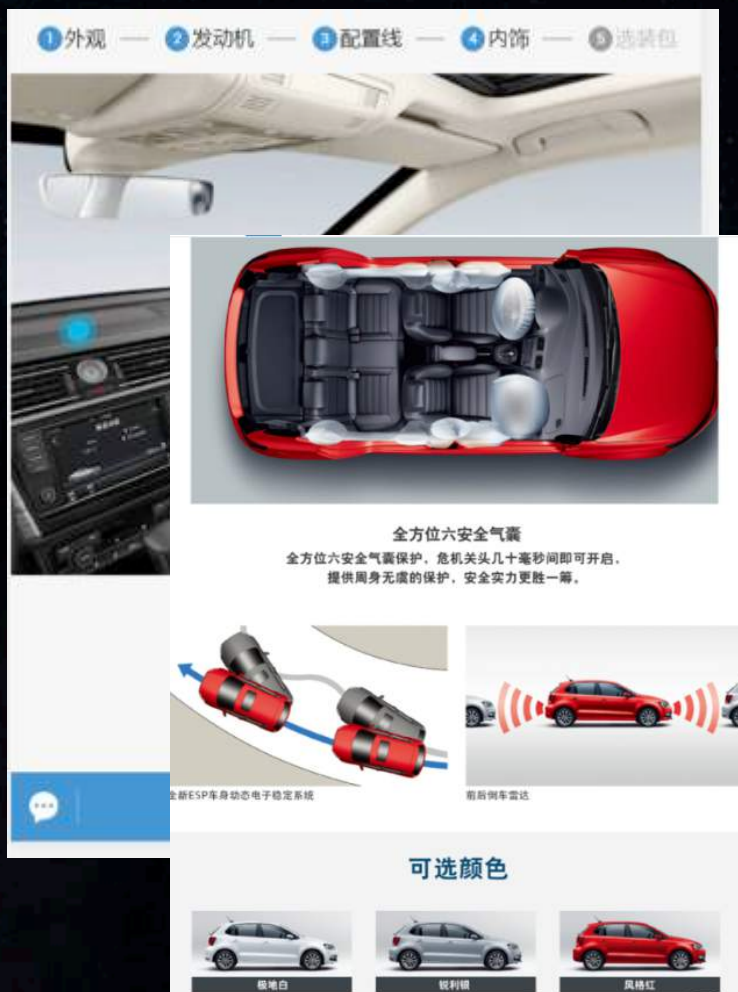 1 外观 — 2 发动机 — 3 配置线 — 4 内饰 — 5 选装包
全方位六安全气囊
全方位六安全气囊保护，危机关头几十毫秒间即可开启，
提供周身无虞的保护，安全实力更胜一筹。
全新ESP车身动态电子稳定系统
前后倒车雷达
可选颜色
极地白
锐利银
风格红